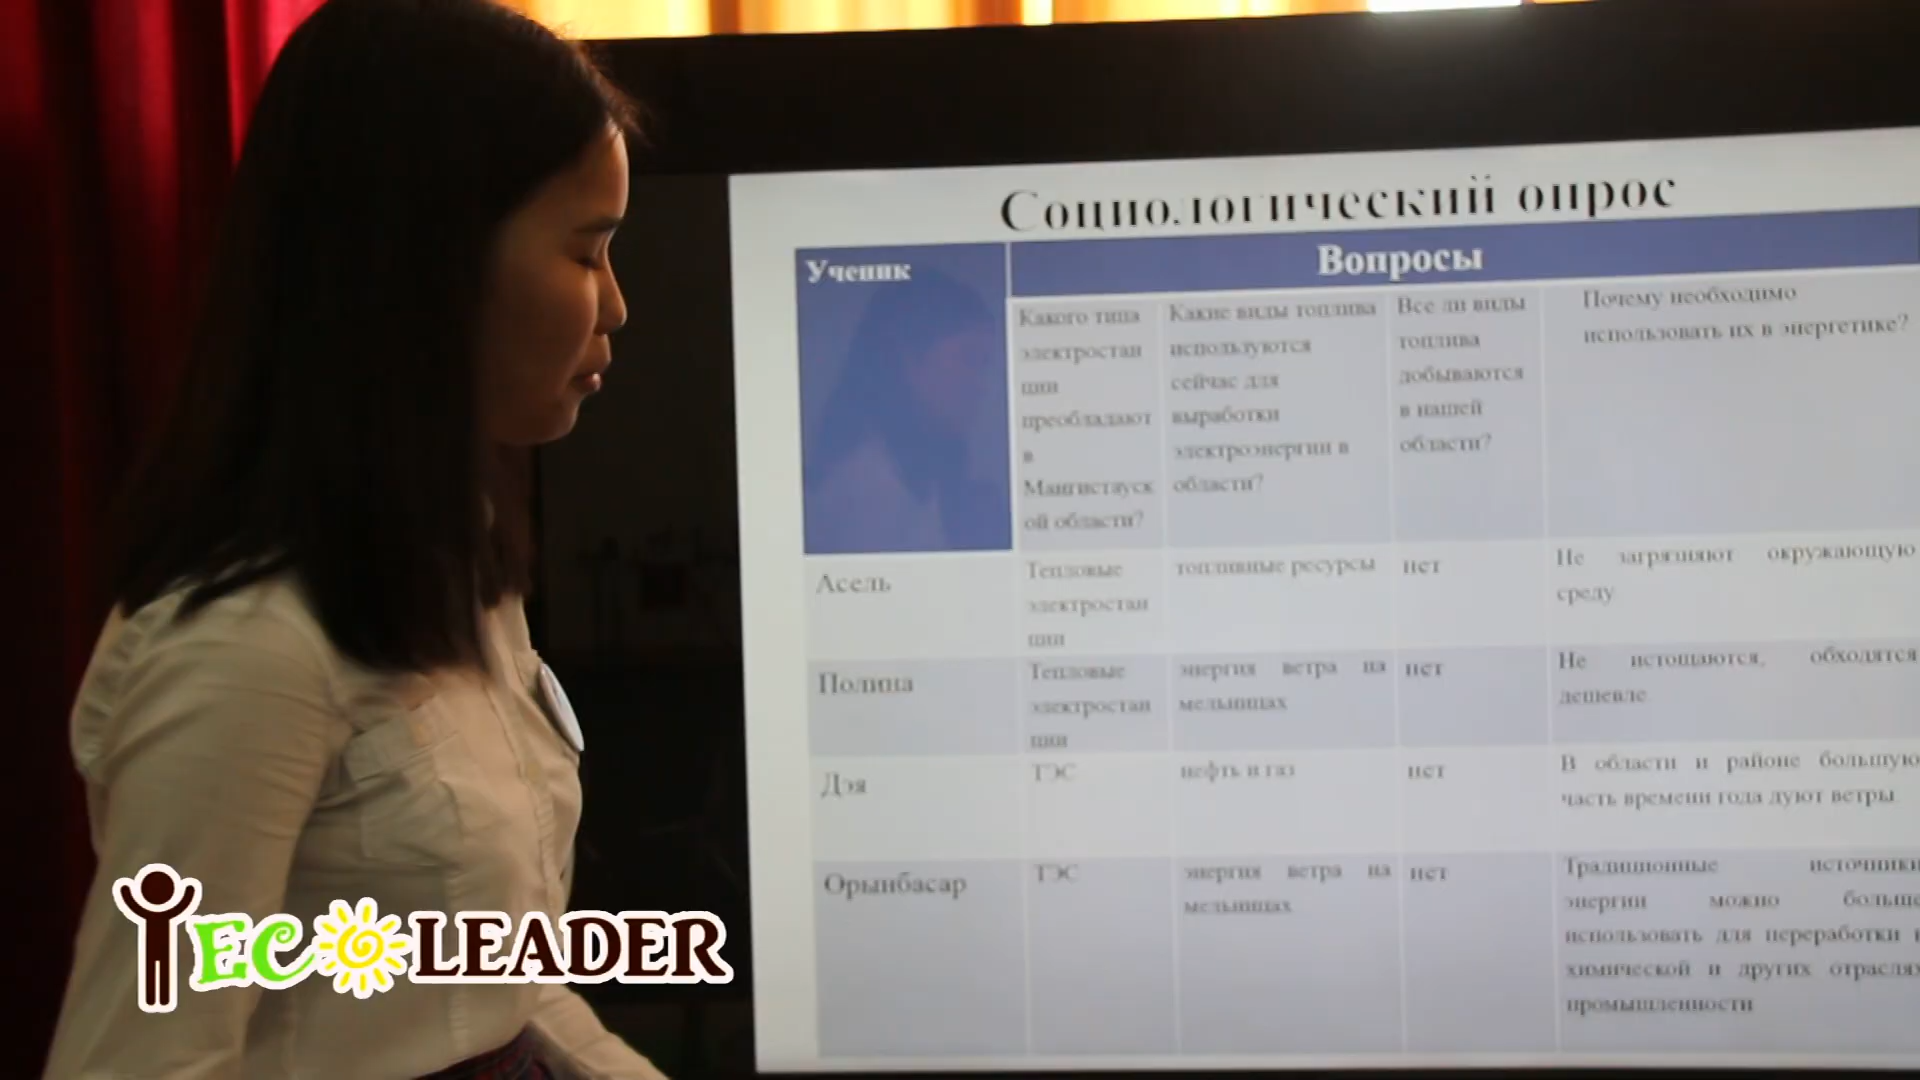 Социологический опрос
Ученик
Вопросы
Какого типа
электростан
ции
преобладают
в
Мангистауск
ой области?
Какие виды топлива
используются
сейчас для
выработки
электроэнергии в
области?
Все ли виды
топлива
добываются
в нашей
области?
Почему необходимо
использовать их в энергетике?
Асель
Тепловые
электростан
ции
топливные ресурсы
нет
Не загрязняют окружающую
среду
Полина
Тепловые
электростан
ции
энергия ветра на
мельницах
нет
Не истощаются, обходятся
дешевле.
Дэя
ТЭС
нефть и газ
нет
В области и районе большую
часть времени года дуют ветры.
Орынбасар
ТЭС
энергия ветра на
мельницах
нет
Традиционные источники
энергии можно больше
использовать для переработки в
химической и других отраслях
промышленности
ECOLEADER